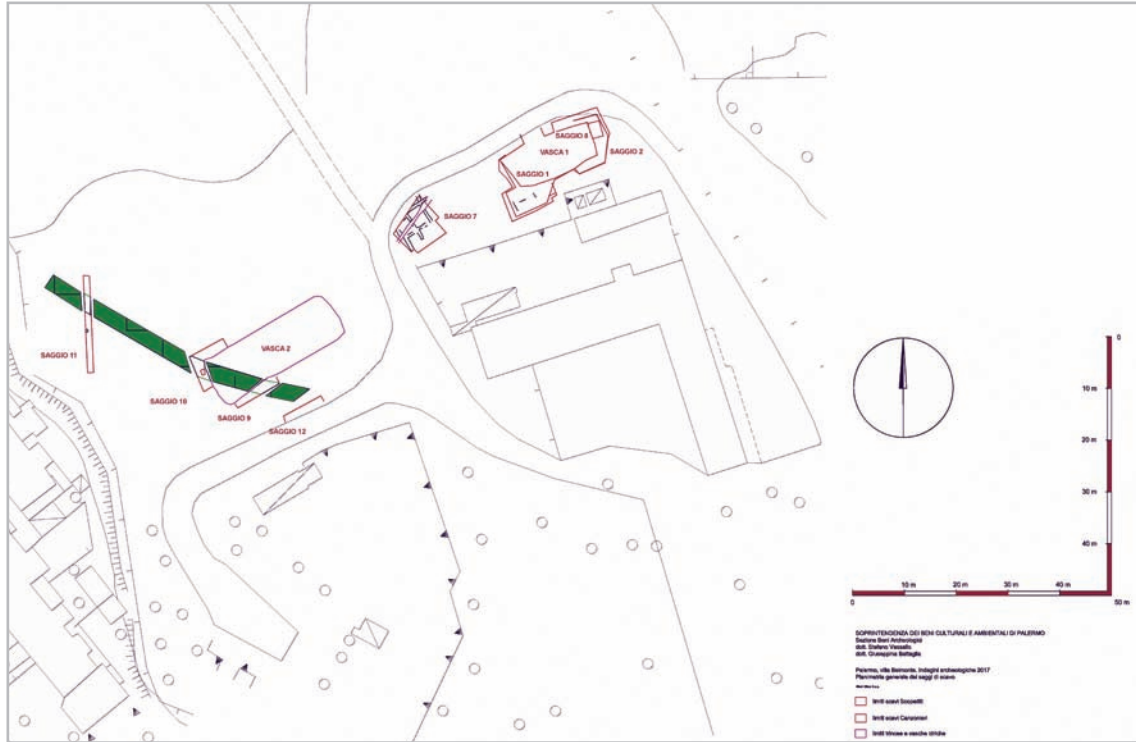 SAGGIO 8
VASCA 1
SAGGIO 2
SAGGIO 1
SAGGIO 7
VASCA 2
SAGGIO 11
SAGGIO 10
SAGGIO 9
SAGGIO 12
0
10 m
20 m
30 m
40 m
10 m 20 m 30 m 40 m
0 50 m
SOPRINTENDENZA DEI BENI CULTURALI E AMBIENTALI DI PALERMO
Sezione Beni Archeologici
dott. Stefano Vassallo
dott. Giuseppina Battaglia
Palermo, villa Belmonte. Indagini archeologiche 2017
Planimetria generale dei saggi di scavo
limiti scavi
limiti scavi Canzonieri
limiti trincee e vasche idriche